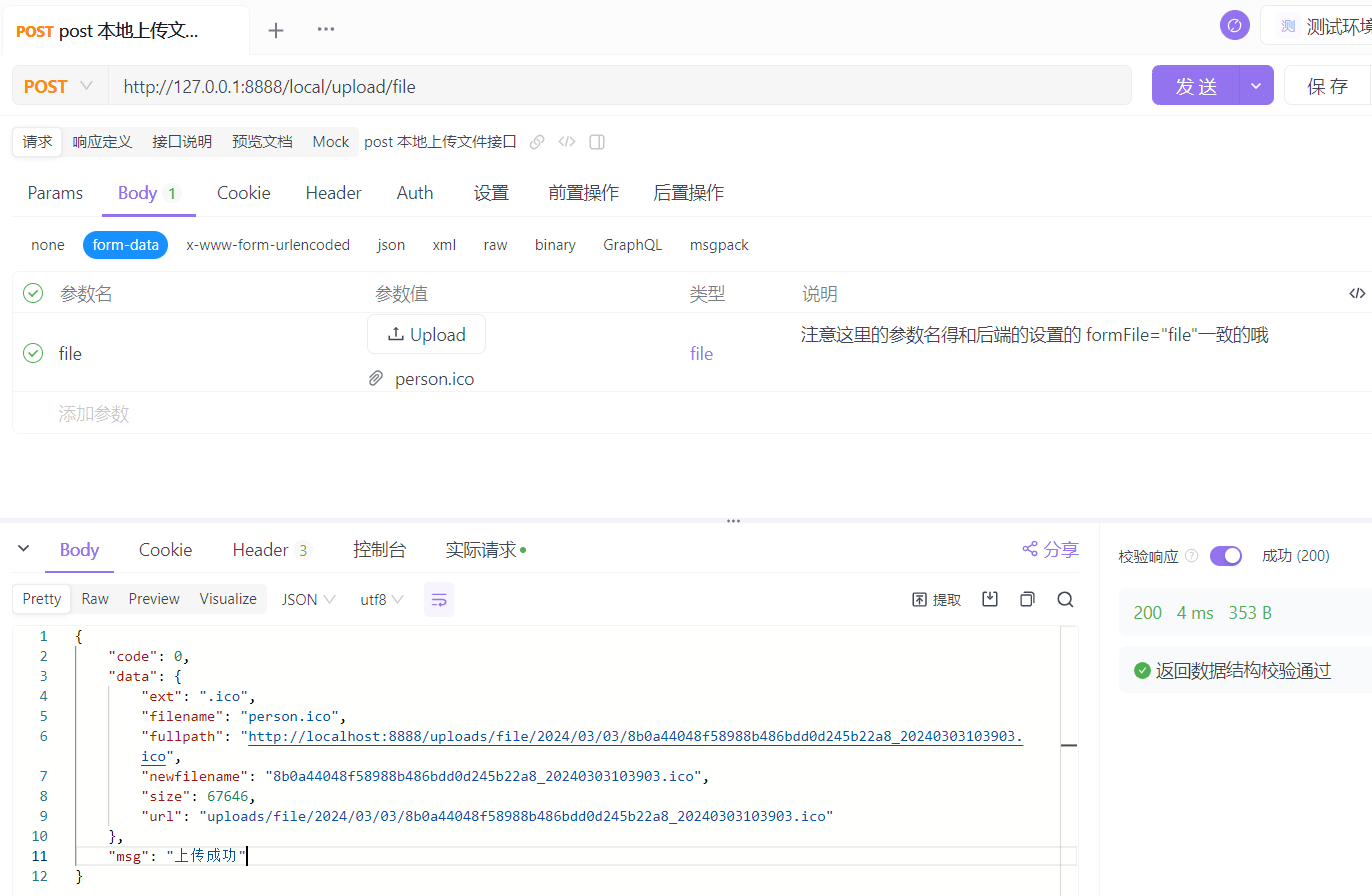 POST post 本地上传文...
测 测试环境
POST http://127.0.0.1:8888/local/upload/file 发送 保存
请求 响应定义 接口说明 预览文档 Mock post 本地上传文件接口
Params Body 1 Cookie Header Auth 设置 前置操作 后置操作
none form-data x-www-form-urlencoded json xml raw binary GraphQL msgpack
参数名 参数值 类型 说明
file Upload file 注意这里的参数名得和后端的设置的 formFile="file"一致的哦
person.ico
添加参数
Body Cookie Header 3 控制台 实际请求 分享
校验响应 成功 (200)
Pretty Raw Preview Visualize JSON utf8 提取
200 4 ms 353 B
返回数据结构校验通过
1 {
2 "code": 0,
3 "data": {
4 "ext": ".ico",
5 "filename": "person.ico",
6 "fullpath": "http://localhost:8888/uploads/file/2024/03/03/8b0a44048f58988b486bdd0d245b22a8_20240303103903.
ico",
7 "newfilename": "8b0a44048f58988b486bdd0d245b22a8_20240303103903.ico",
8 "size": 67646,
9 "url": "uploads/file/2024/03/03/8b0a44048f58988b486bdd0d245b22a8_20240303103903.ico"
10 },
11 "msg": "上传成功"
12 }